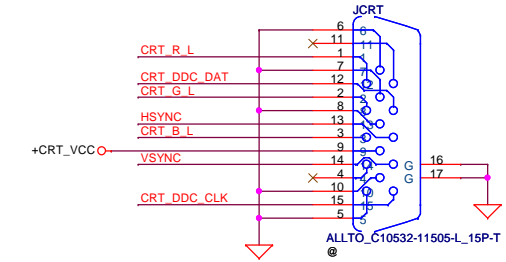 JCRT
6
11
CRT_R_L 1
7
CRT_DDC_DAT 12
CRT_G_L 2
8
HSYNC 13
CRT_B_L 3
+CRT_VCC 9
VSYNC 14
G 16
4
G 17
10
CRT_DDC_CLK 15
5
ALLTO_C10532-11505-L_15P-T
@